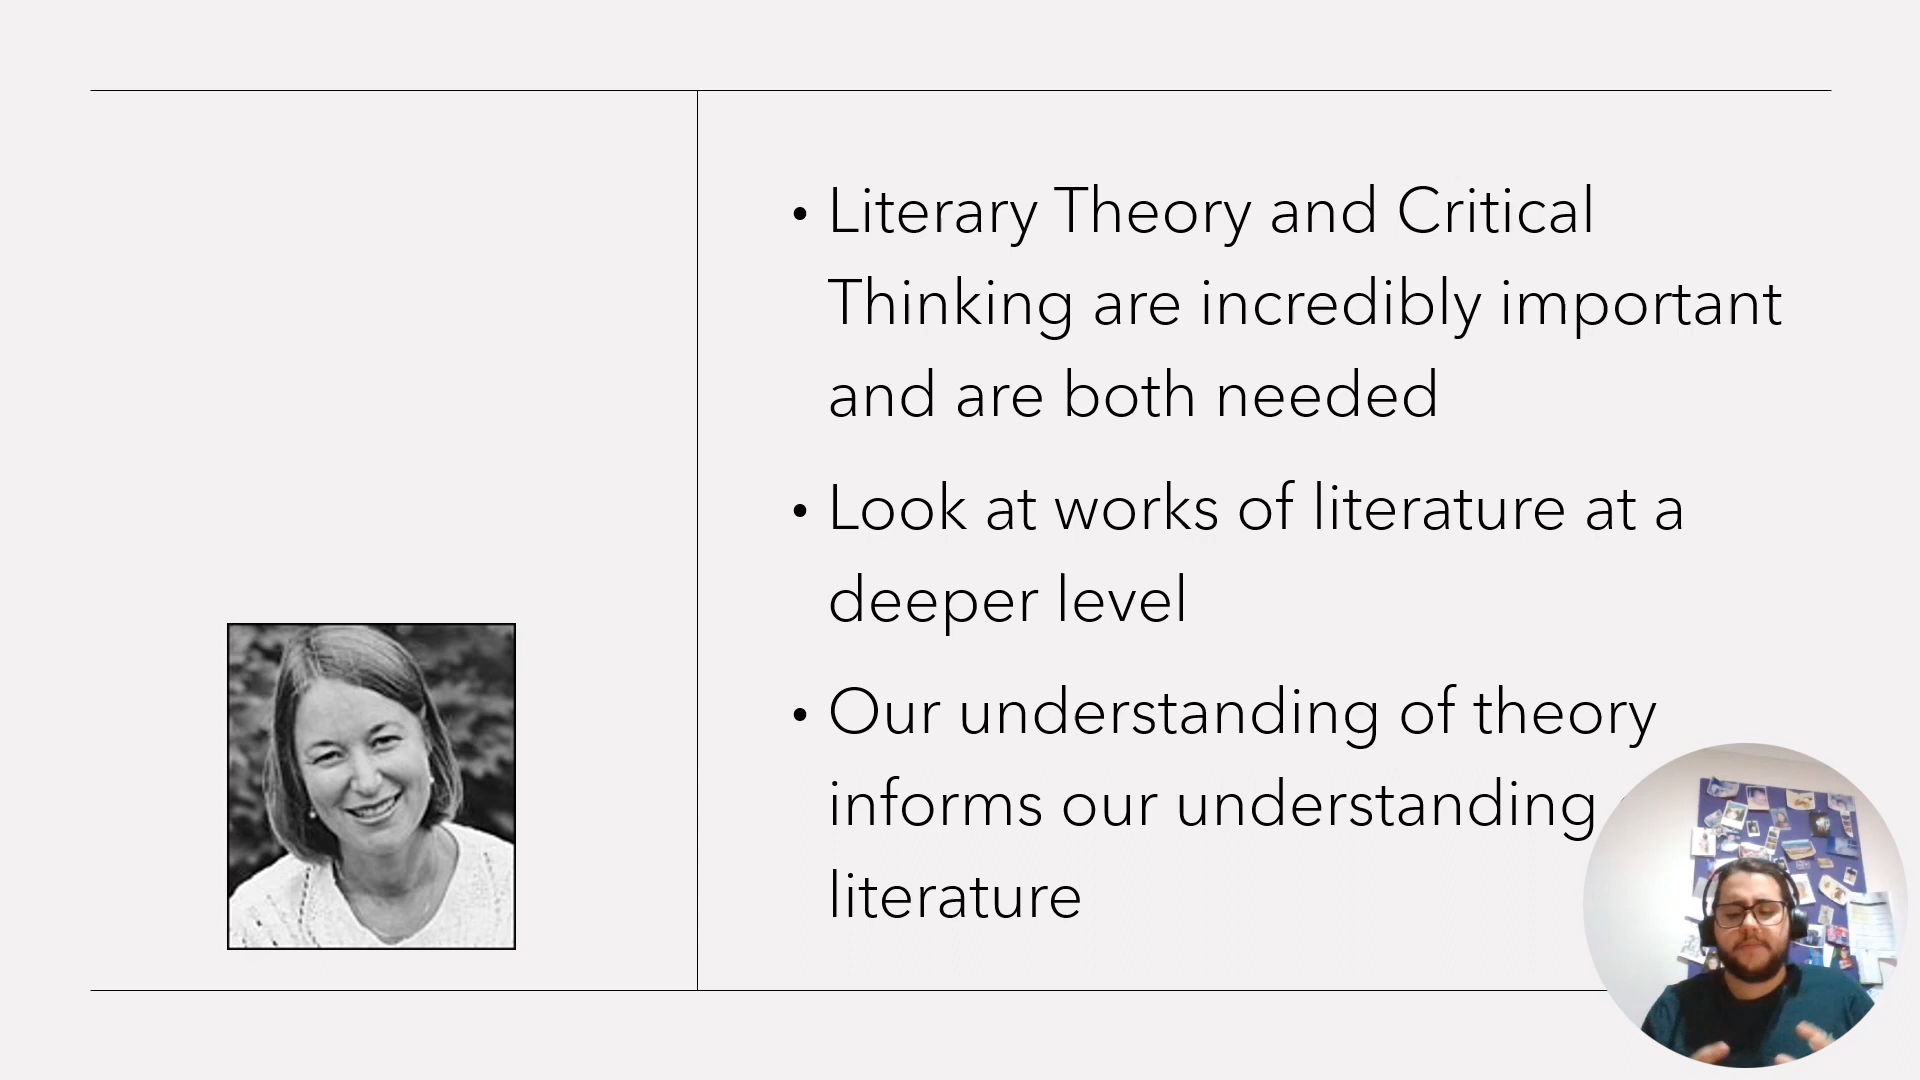 • Literary Theory and Critical
Thinking are incredibly important
and are both needed
• Look at works of literature at a
deeper level
• Our understanding of theory
informs our understanding
literature